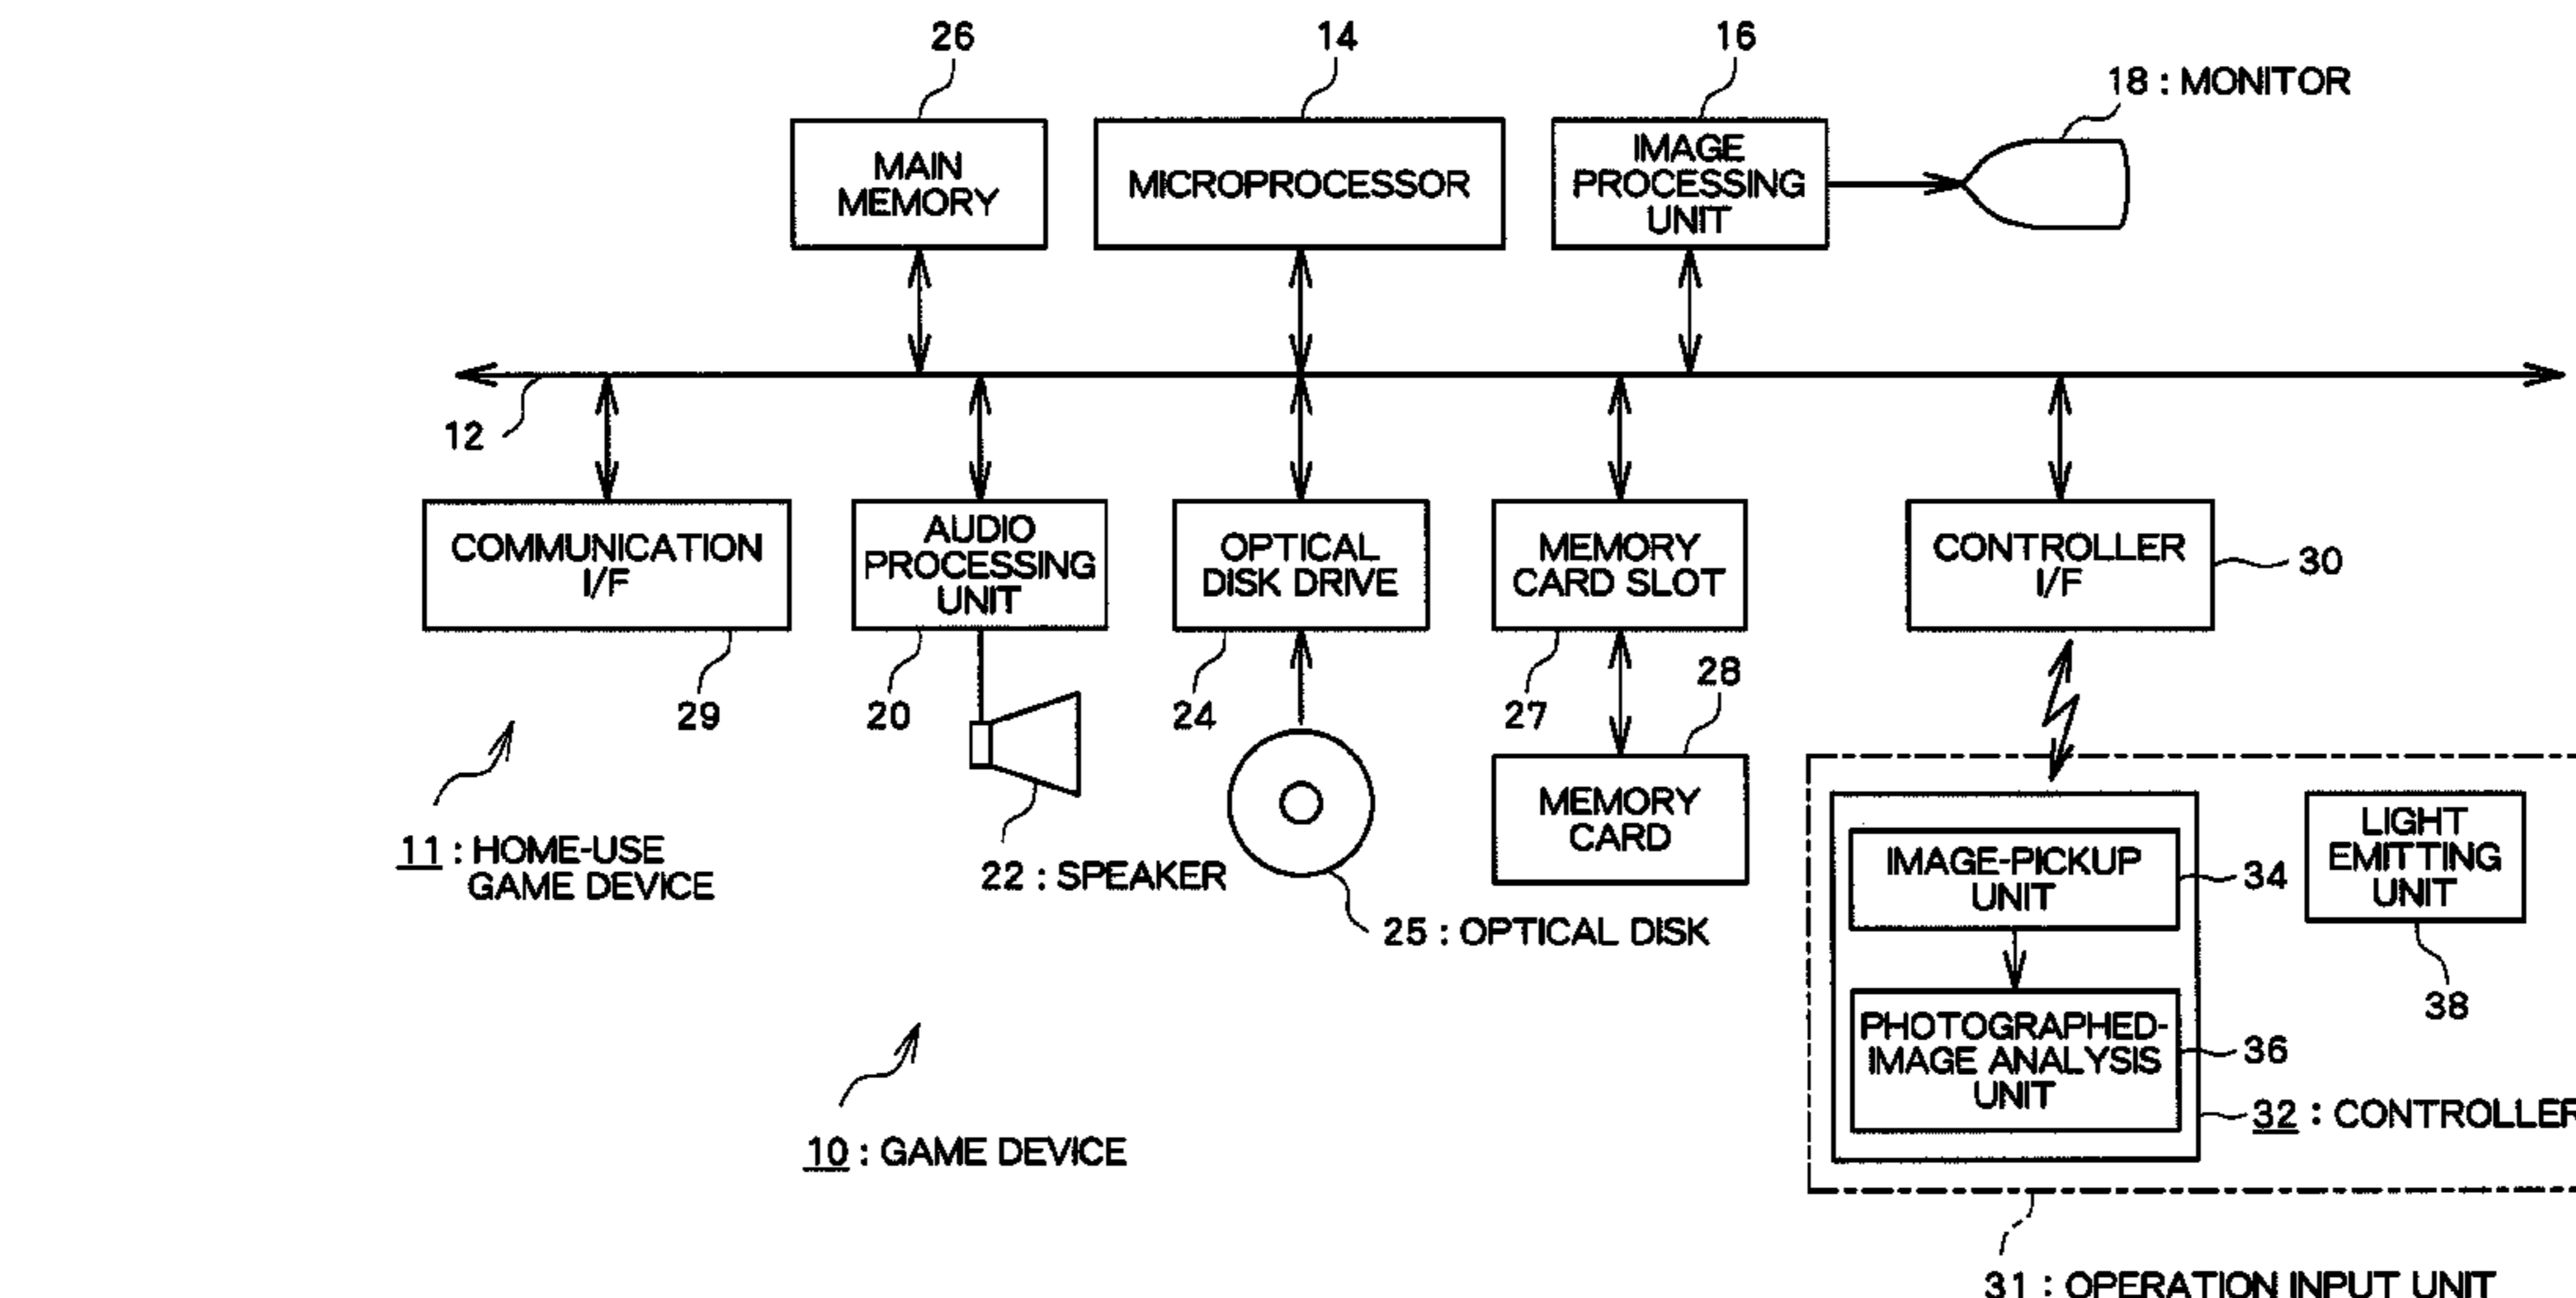 26
14
16
18 : MONITOR
MAIN
MEMORY
MICROPROCESSOR
IMAGE
PROCESSING
UNIT
12
COMMUNICATION
I/F
AUDIO
PROCESSING
UNIT
OPTICAL
DISK DRIVE
MEMORY
CARD SLOT
CONTROLLER
I/F
30
29
20
24
27
28
11 : HOME-USE
GAME DEVICE
22 : SPEAKER
25 : OPTICAL DISK
MEMORY
CARD
IMAGE-PICKUP
UNIT
34
LIGHT
EMITTING
UNIT
38
PHOTOGRAPHED-
IMAGE ANALYSIS
UNIT
36
32 : CONTROLLER
10 : GAME DEVICE
31 : OPERATION INPUT UNIT